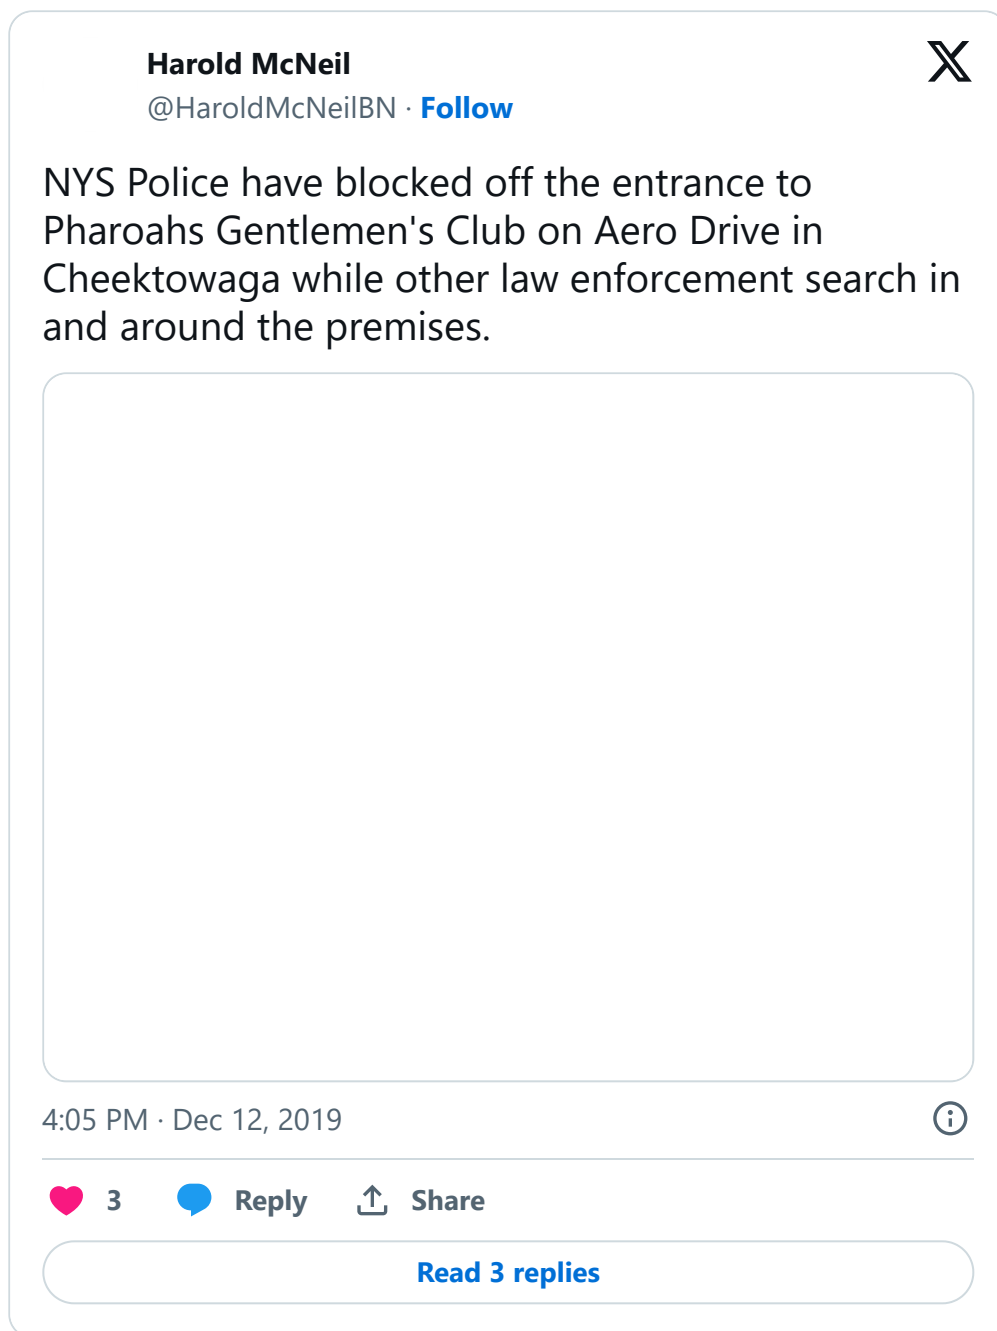 Harold McNeil
@HaroldMcNeilBN · Follow
NYS Police have blocked off the entrance to
Pharoahs Gentlemen's Club on Aero Drive in
Cheektowaga while other law enforcement search in
and around the premises.
4:05 PM · Dec 12, 2019
3 Reply Share
Read 3 replies